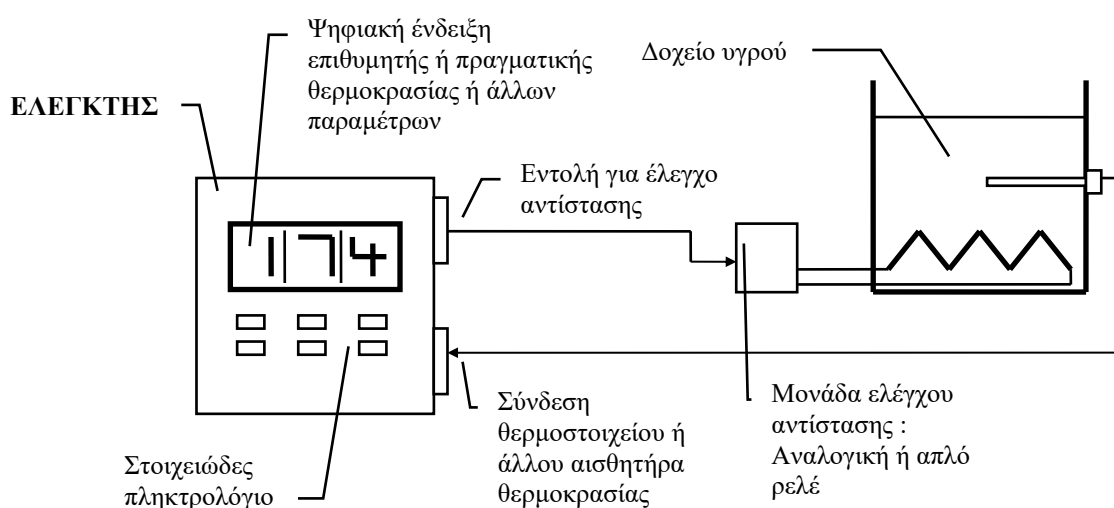 Ψηφιακή ένδειξη
επιθυμητής ή πραγματικής
θερμοκρασίας ή άλλων
παραμέτρων
Δοχείο υγρού
ΕΛΕΓΚΤΗΣ
Εντολή για έλεγχο
αντίστασης
174
Σύνδεση
θερμοστοιχείου ή
άλλου αισθητήρα
θερμοκρασίας
Μονάδα ελέγχου
αντίστασης :
Αναλογική ή απλό
ρελέ
Στοιχειώδες
πληκτρολόγιο